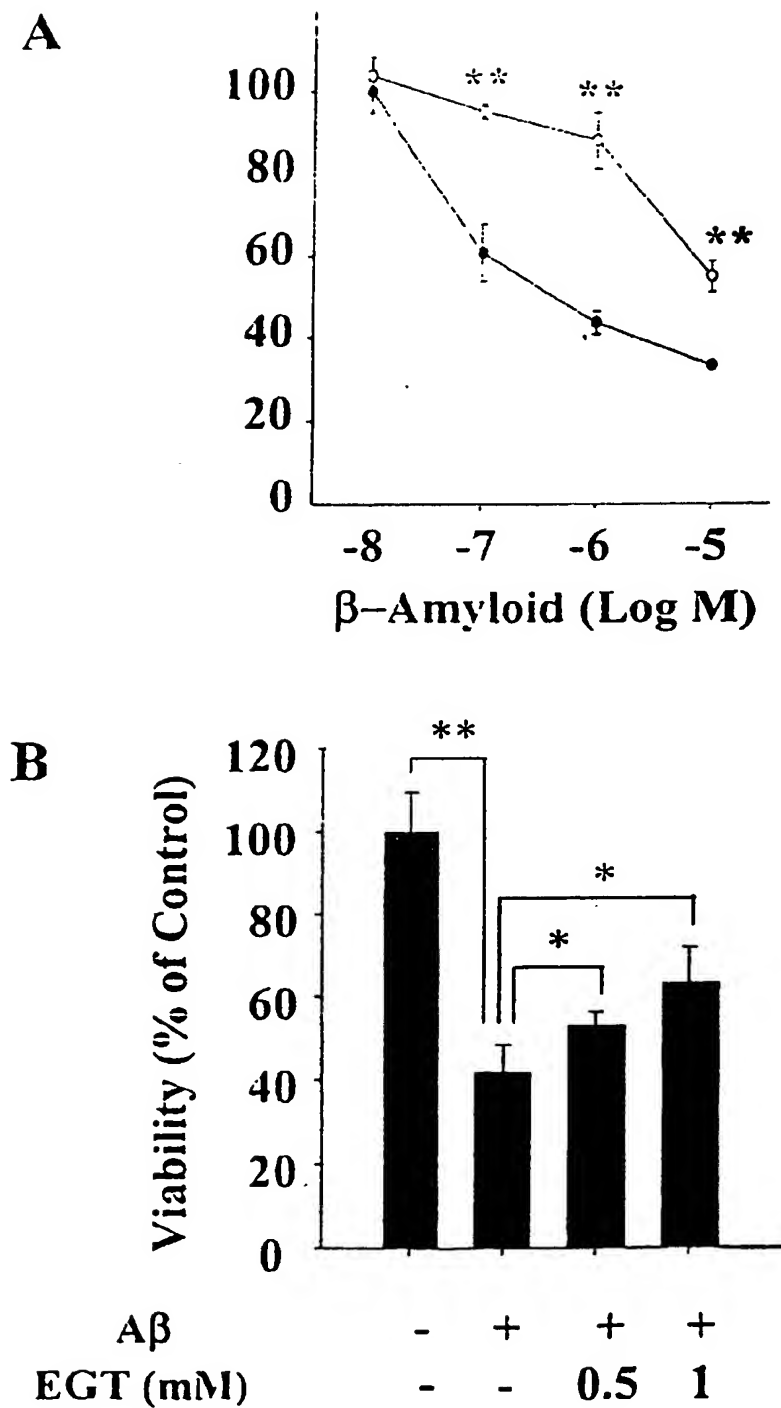 A
100
80
60
40
20
0
** ** **
-8 -7 -6 -5
β–Amyloid (Log M)
B
Viability (% of Control)
120
100
80
60
40
20
0
**
*
*
Aβ - + + +
EGT (mM) - - 0.5 1